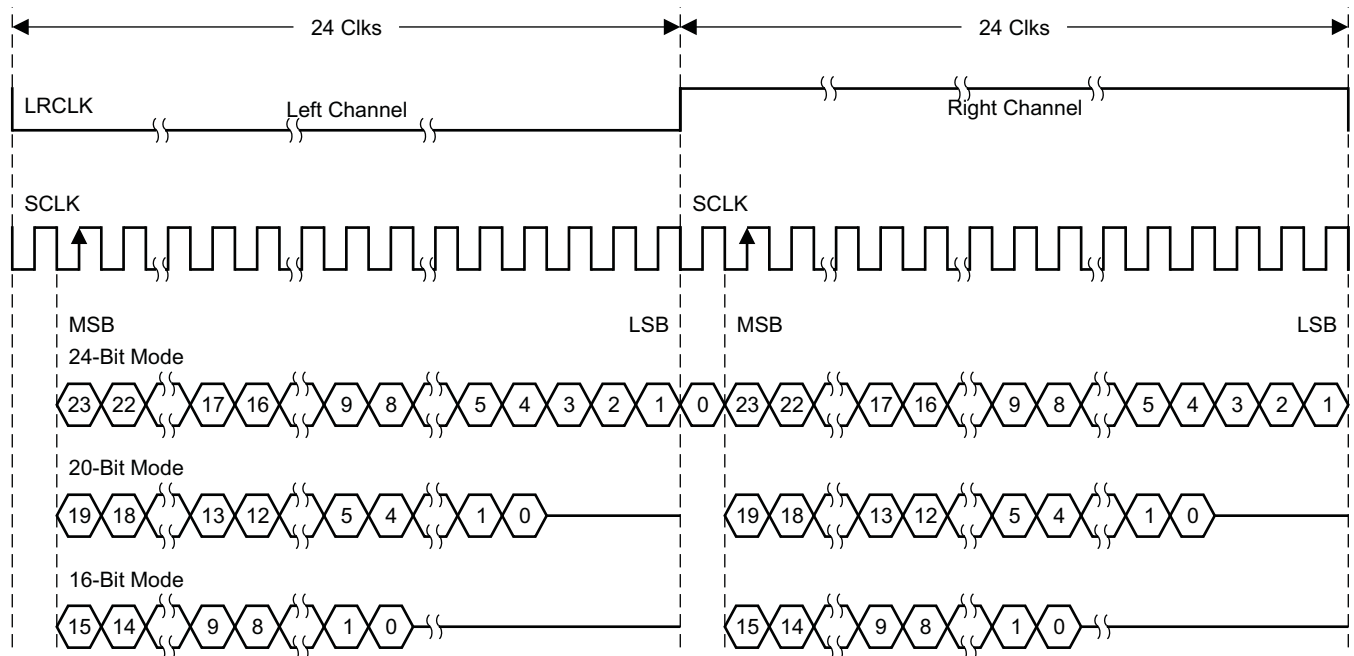 24 Clks 24 Clks
LRCLK Left Channel Right Channel
SCLK SCLK
MSB LSB MSB LSB
24-Bit Mode
23 22 17 16 9 8 5 4 3 2 1 0 23 22 17 16 9 8 5 4 3 2 1
20-Bit Mode
19 18 13 12 5 4 1 0 19 18 13 12 5 4 1 0
16-Bit Mode
15 14 9 8 1 0 15 14 9 8 1 0